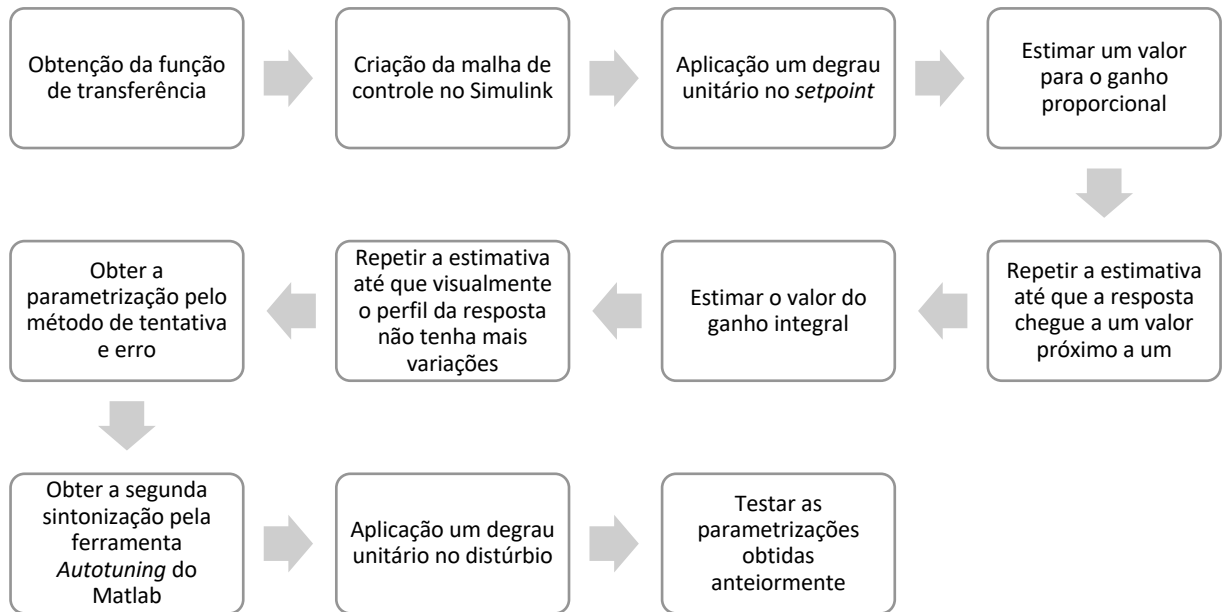 Obtenção da função
de transferência
Criação da malha de
controle no Simulink
Aplicação um degrau
unitário no setpoint
Estimar um valor
para o ganho
proporcional
Repetir a estimativa
até que a resposta
chegue a um valor
próximo a um
Estimar o valor do
ganho integral
Repetir a estimativa
até que visualmente
o perfil da resposta
não tenha mais
variações
Obter a
parametrização pelo
método de tentativa
e erro
Obter a segunda
sintonização pela
ferramenta
Autotuning do
Matlab
Aplicação um degrau
unitário no distúrbio
Testar as
parametrizações
obtidas
anteiormente